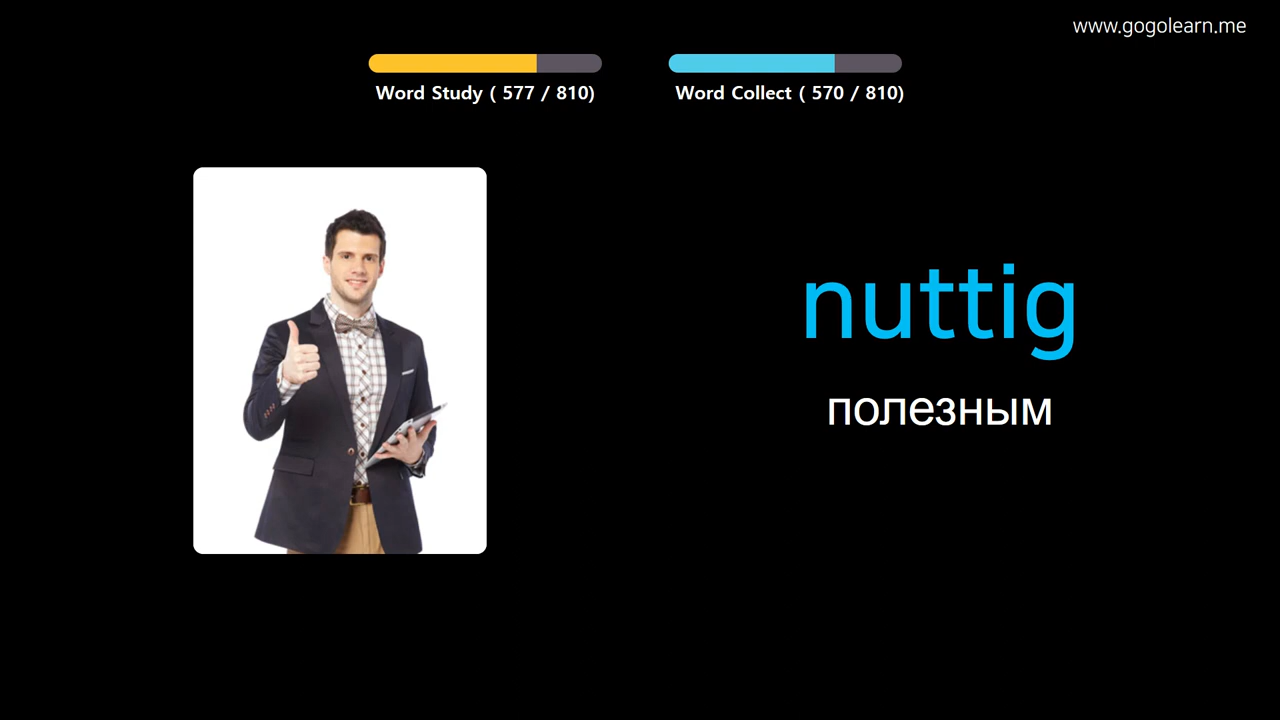 www.gogolearn.me
Word Study ( 577 / 810)
Word Collect ( 570 / 810)
nuttig
полезным